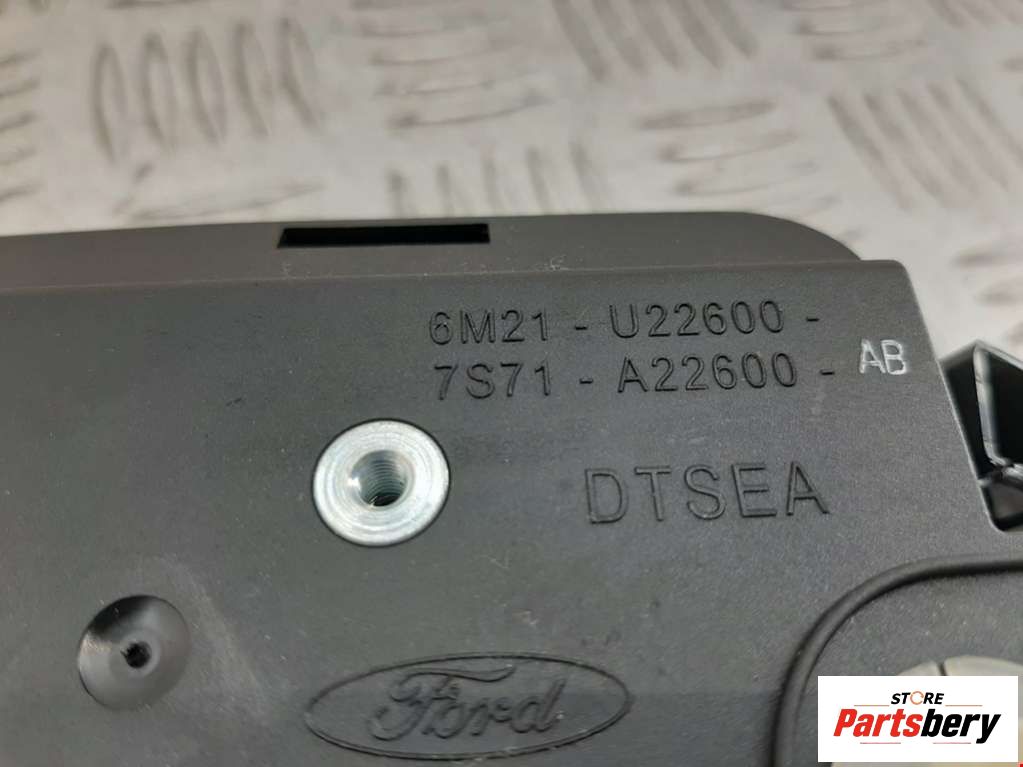 6M21 - U22600 -
7S71 - A22600 - AB
DTSEA
Ford
STORE
Partsbery